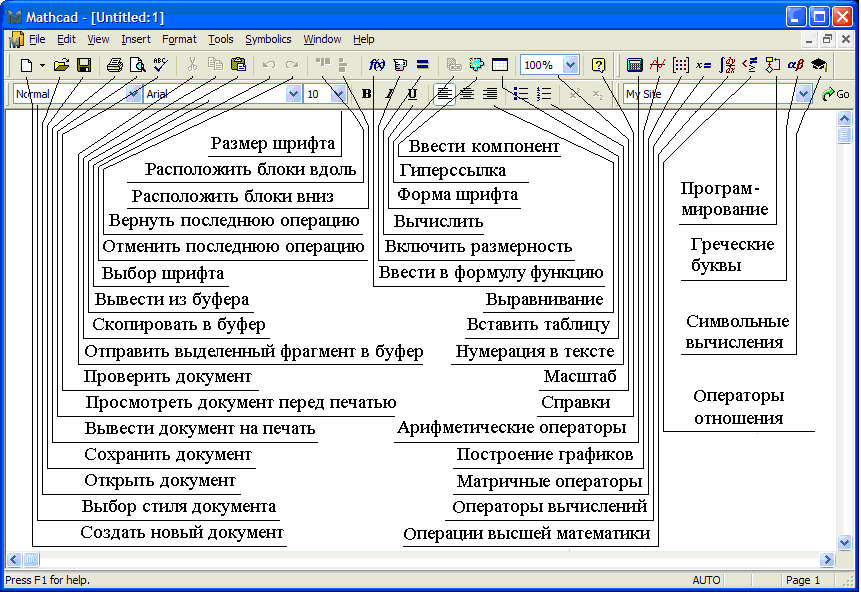 Mathcad - [Untitled:1]
File Edit View Insert Format Tools Symbolics Window Help
100%
f(x)
x=
αβ
Normal Arial 10 B I U My Site Go
Размер шрифта
Расположить блоки вдоль
Расположить блоки вниз
Вернуть последнюю операцию
Отменить последнюю операцию
Выбор шрифта
Вывести из буфера
Скопировать в буфер
Отправить выделенный фрагмент в буфер
Проверить документ
Просмотреть документ перед печатью
Вывести документ на печать
Сохранить документ
Открыть документ
Выбор стиля документа
Создать новый документ
Ввести компонент
Гиперссылка
Форма шрифта
Вычислить
Включить размерность
Ввести в формулу функцию
Выравнивание
Вставить таблицу
Нумерация в тексте
Масштаб
Справки
Арифметические операторы
Построение графиков
Матричные операторы
Операторы вычислений
Операции высшей математики
Програм-
мирование
Греческие
буквы
Символьные
вычисления
Операторы
отношения
Press F1 for help. AUTO Page 1